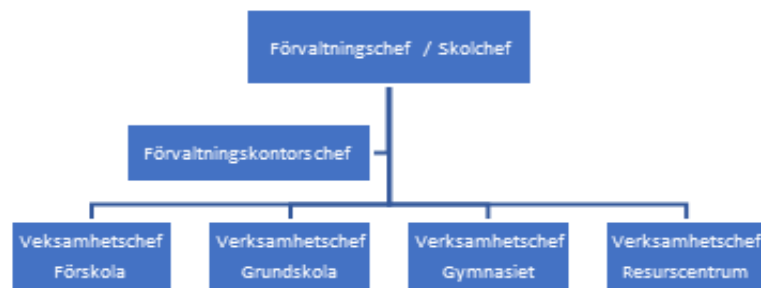 Förvaltningschef / Skolchef
Förvaltningskontorschef
Veksamhetschef
Förskola
Verksamhetschef
Grundskola
Verksamhetschef
Gymnasiet
Verksamhetschef
Resurscentrum